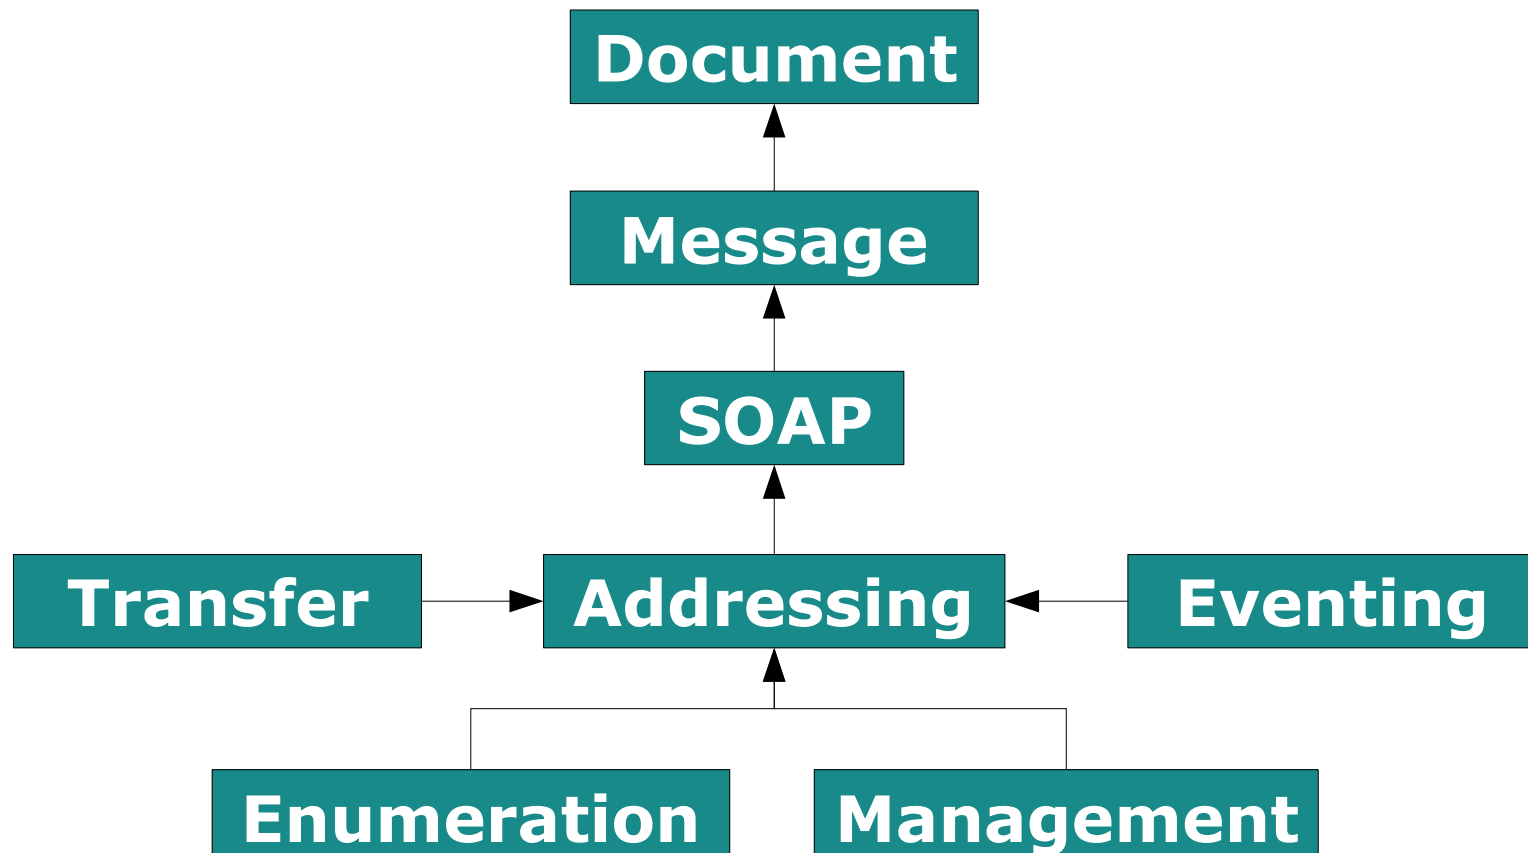 Document
Message
SOAP
Transfer
Addressing
Eventing
Enumeration
Management